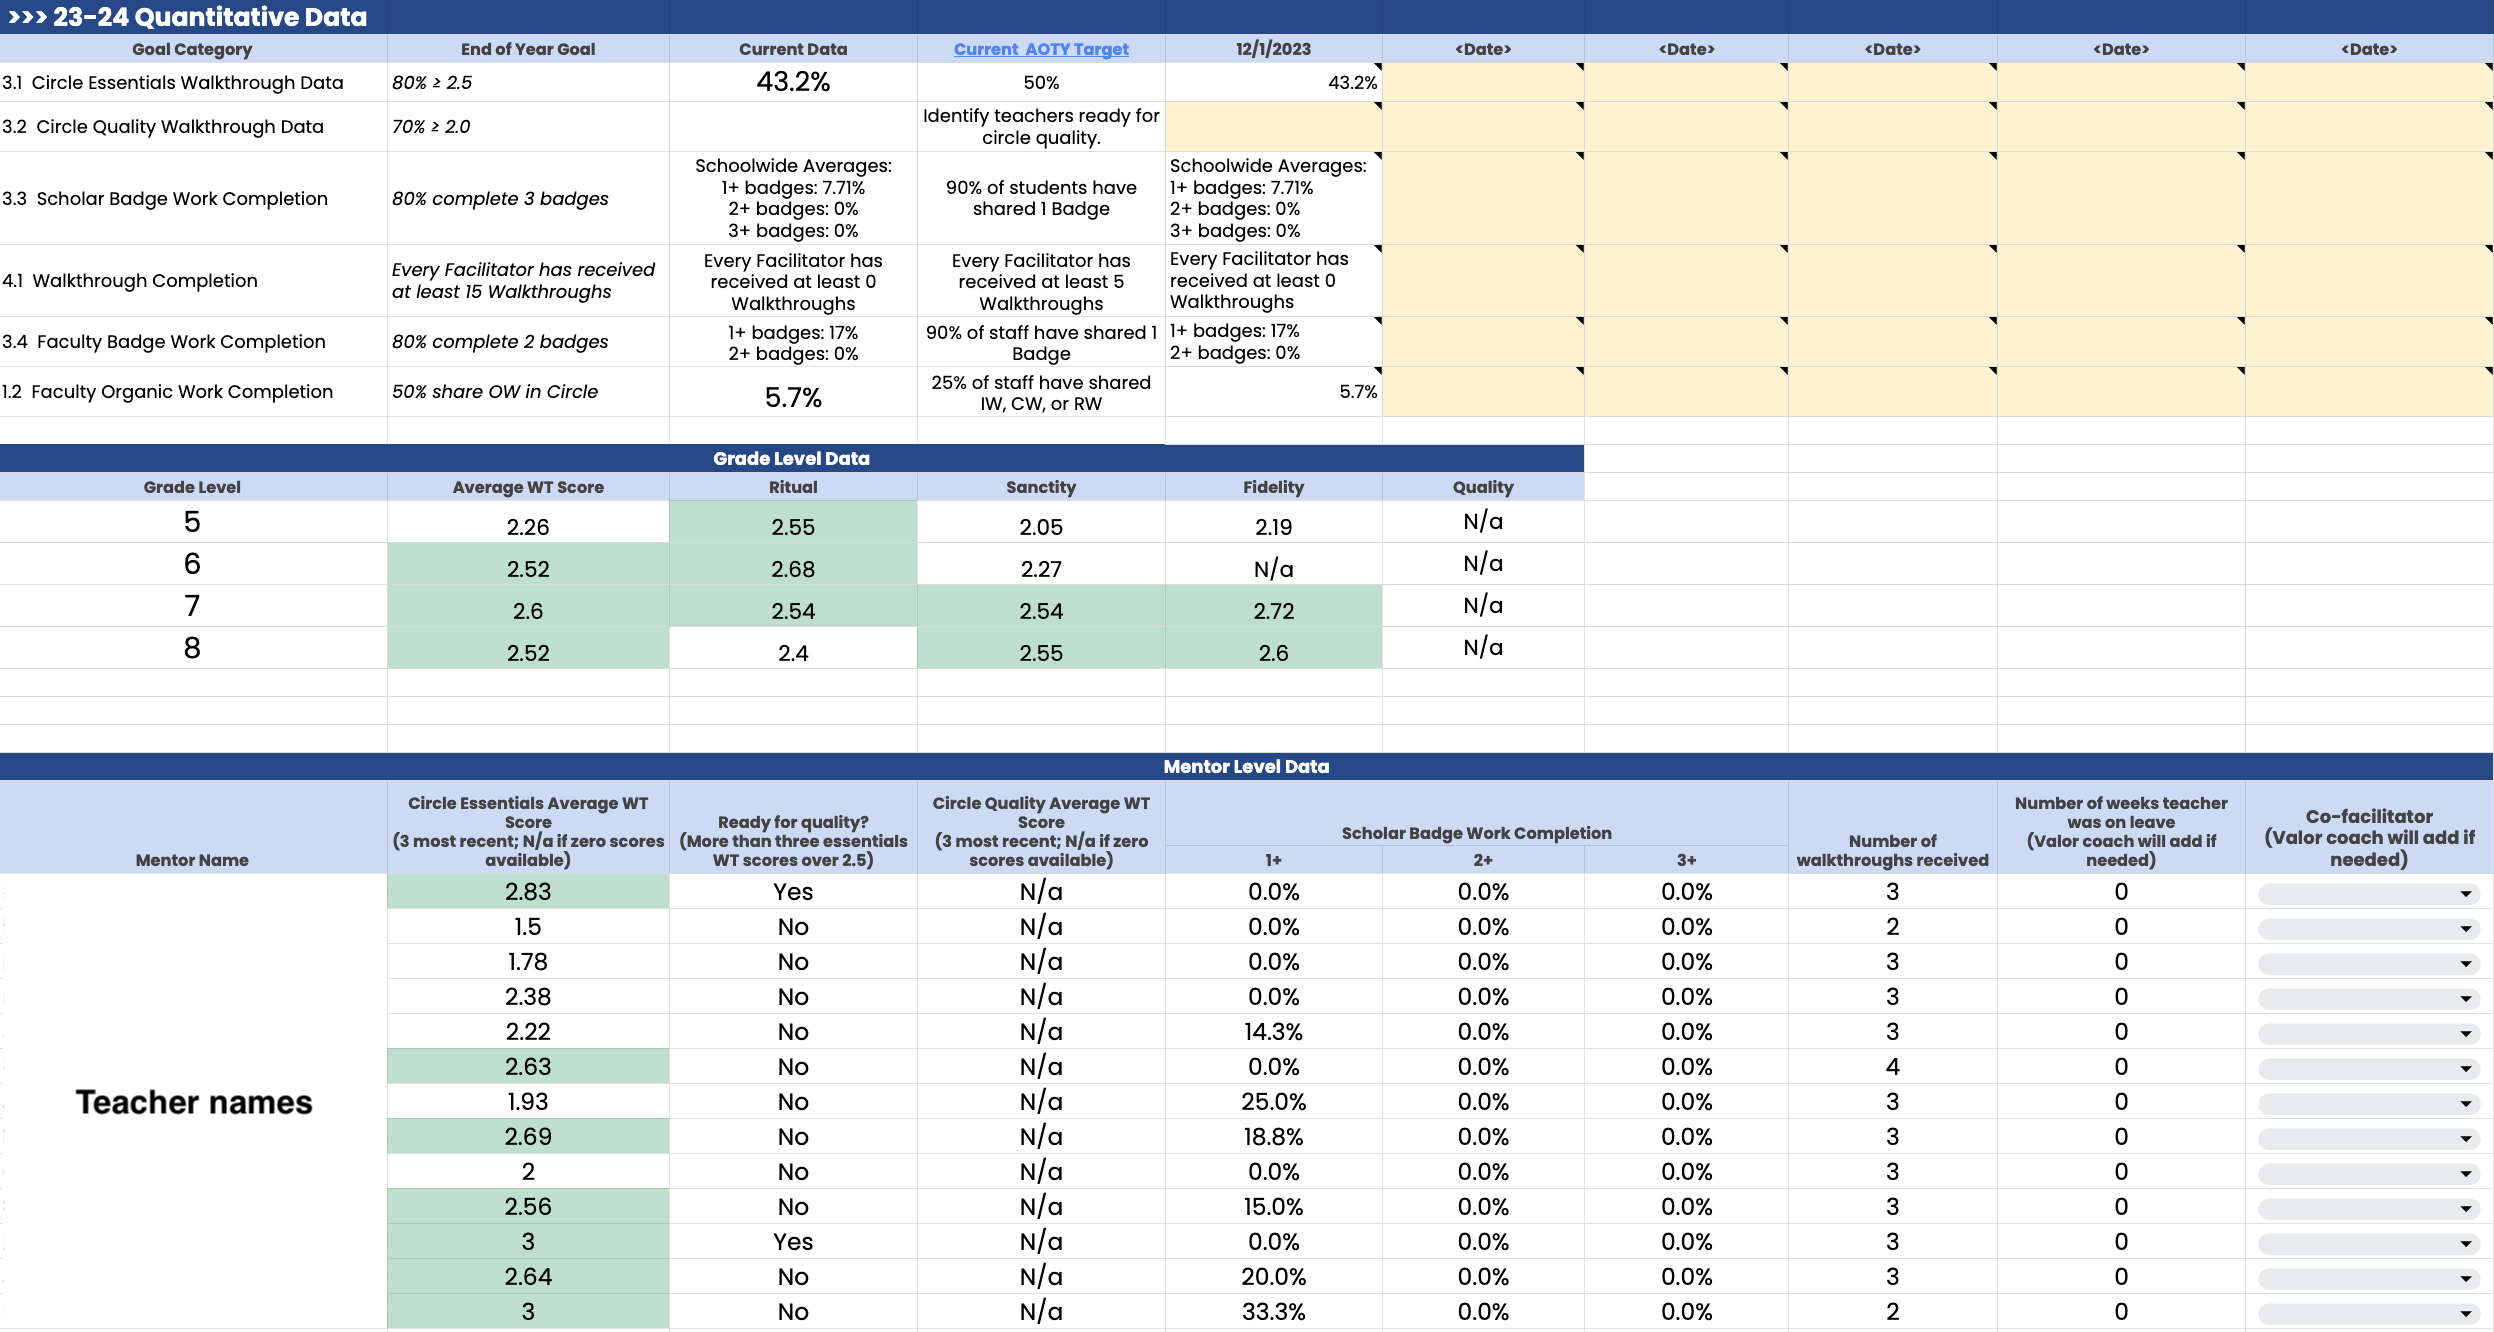 >>> 23-24 Quantitative Data
Goal Category End of Year Goal Current Data Current AOTY Target 12/1/2023 <Date> <Date> <Date> <Date> <Date>
3.1 Circle Essentials Walkthrough Data 80% ≥ 2.5 43.2% 50% 43.2%
3.2 Circle Quality Walkthrough Data 70% ≥ 2.0
Identify teachers ready for
circle quality.
3.3 Scholar Badge Work Completion 80% complete 3 badges
Schoolwide Averages:
1+ badges: 7.71%
2+ badges: 0%
3+ badges: 0%
90% of students have
shared 1 Badge
Schoolwide Averages:
1+ badges: 7.71%
2+ badges: 0%
3+ badges: 0%
4.1 Walkthrough Completion
Every Facilitator has received
at least 15 Walkthroughs
Every Facilitator has
received at least 0
Walkthroughs
Every Facilitator has
received at least 5
Walkthroughs
Every Facilitator has
received at least 0
Walkthroughs
3.4 Faculty Badge Work Completion 80% complete 2 badges
1+ badges: 17%
2+ badges: 0%
90% of staff have shared 1
Badge
1+ badges: 17%
2+ badges: 0%
1.2 Faculty Organic Work Completion 50% share OW in Circle 5.7%
25% of staff have shared
IW, CW, or RW
5.7%
Grade Level Data
Grade Level Average WT Score Ritual Sanctity Fidelity Quality
5 2.26 2.55 2.05 2.19 N/a
6 2.52 2.68 2.27 N/a N/a
7 2.6 2.54 2.54 2.72 N/a
8 2.52 2.4 2.55 2.6 N/a
Mentor Level Data
Mentor Name
Circle Essentials Average WT
Score
(3 most recent; N/a if zero scores
available)
Ready for quality?
(More than three essentials
WT scores over 2.5)
Circle Quality Average WT
Score
(3 most recent; N/a if zero
scores available)
Scholar Badge Work Completion
1+ 2+ 3+
Number of
walkthroughs received
Number of weeks teacher
was on leave
(Valor coach will add if
needed)
Co-facilitator
(Valor coach will add if
needed)
Teacher names
2.83 Yes N/a 0.0% 0.0% 0.0% 3 0
1.5 No N/a 0.0% 0.0% 0.0% 2 0
1.78 No N/a 0.0% 0.0% 0.0% 3 0
2.38 No N/a 0.0% 0.0% 0.0% 3 0
2.22 No N/a 14.3% 0.0% 0.0% 3 0
2.63 No N/a 0.0% 0.0% 0.0% 4 0
1.93 No N/a 25.0% 0.0% 0.0% 3 0
2.69 No N/a 18.8% 0.0% 0.0% 3 0
2 No N/a 0.0% 0.0% 0.0% 3 0
2.56 No N/a 15.0% 0.0% 0.0% 3 0
3 Yes N/a 0.0% 0.0% 0.0% 3 0
2.64 No N/a 20.0% 0.0% 0.0% 3 0
3 No N/a 33.3% 0.0% 0.0% 2 0